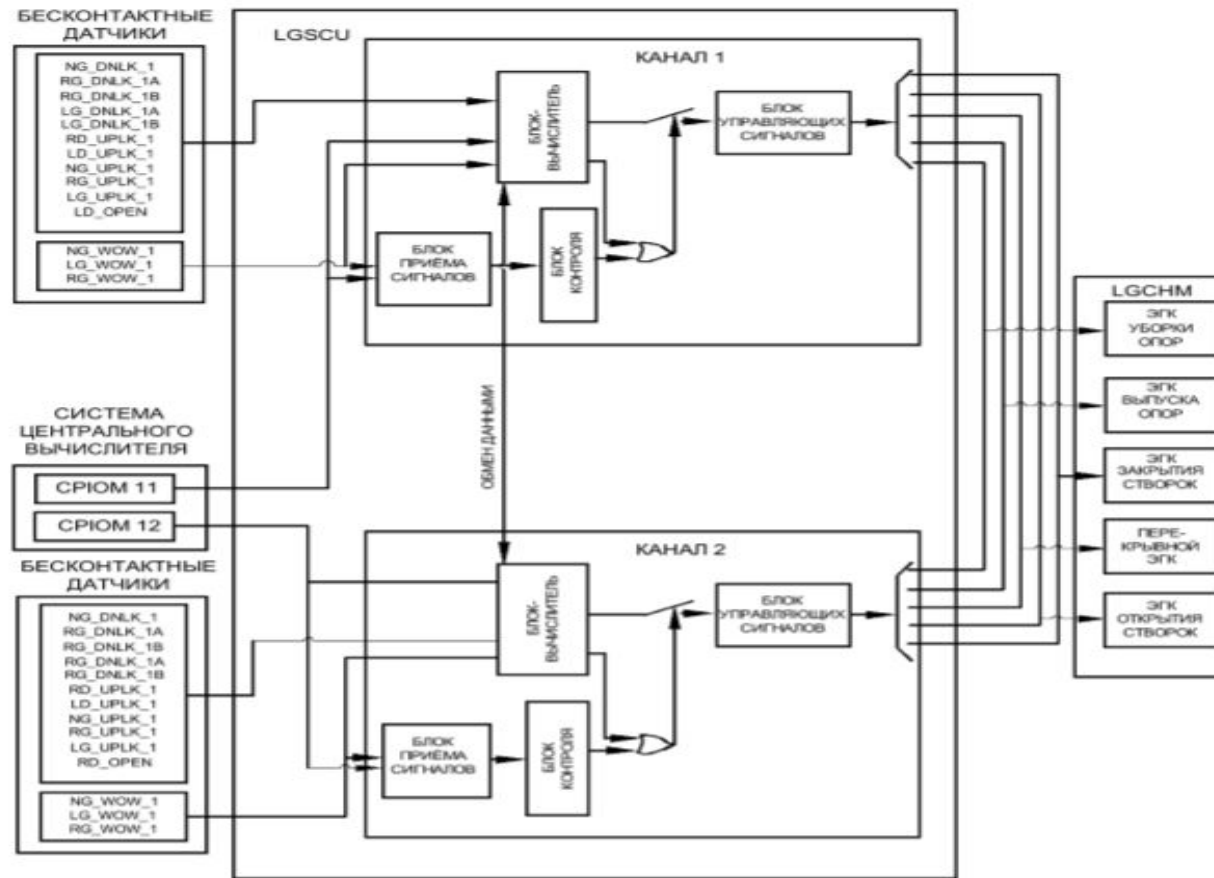 БЕСКОНТАКТНЫЕ
ДАТЧИКИ
NG_DNLK_1
RG_DNLK_1A
RG_DNLK_1B
LG_DNLK_1A
LG_DNLK_1B
RD_UPLK_1
LD_UPLK_1
NG_UPLK_1
RG_UPLK_1
LG_UPLK_1
LD_OPEN
NG_WOW_1
LG_WOW_1
RG_WOW_1
СИСТЕМА
ЦЕНТРАЛЬНОГО
ВЫЧИСЛИТЕЛЯ
CPIOM 11
CPIOM 12
БЕСКОНТАКТНЫЕ
ДАТЧИКИ
NG_DNLK_1
RG_DNLK_1A
RG_DNLK_1B
RG_DNLK_1A
RG_DNLK_1B
RD_UPLK_1
LD_UPLK_1
NG_UPLK_1
RG_UPLK_1
LG_UPLK_1
RD_OPEN
NG_WOW_1
LG_WOW_1
RG_WOW_1
LGSCU
КАНАЛ 1
БЛОК-
ВЫЧИСЛИТЕЛЬ
БЛОК
УПРАВЛЯЮЩИХ
СИГНАЛОВ
БЛОК
ПРИЁМА
СИГНАЛОВ
БЛОК
КОНТРОЛЯ
ОБМЕН ДАННЫМИ
КАНАЛ 2
БЛОК-
ВЫЧИСЛИТЕЛЬ
БЛОК
УПРАВЛЯЮЩИХ
СИГНАЛОВ
БЛОК
ПРИЁМА
СИГНАЛОВ
БЛОК
КОНТРОЛЯ
LGCHM
ЭГК
УБОРКИ
ОПОР
ЭГК
ВЫПУСКА
ОПОР
ЭГК
ЗАКРЫТИЯ
СТВОРОК
ПЕРЕ-
КРЫВНОЙ
ЭГК
ЭГК
ОТКРЫТИЯ
СТВОРОК